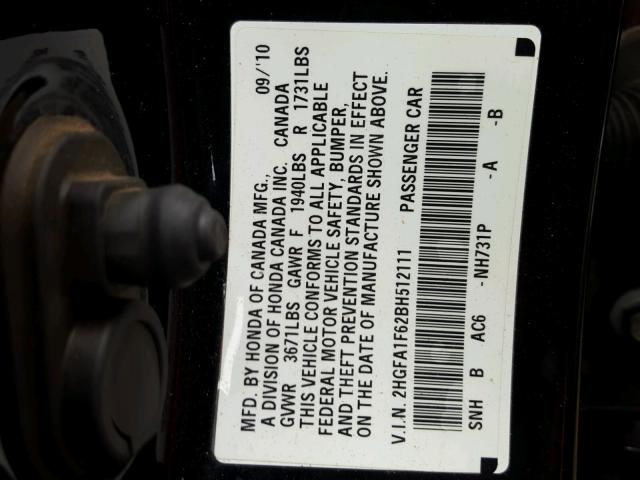 MFD. BY HONDA OF CANADA MFG., 09/'10
A DIVISION OF HONDA CANADA INC. CANADA
GVWR 3671LBS GAWR F 1940LBS R 1731LBS
THIS VEHICLE CONFORMS TO ALL APPLICABLE
FEDERAL MOTOR VEHICLE SAFETY, BUMPER,
AND THEFT PREVENTION STANDARDS IN EFFECT
ON THE DATE OF MANUFACTURE SHOWN ABOVE.
V.I.N. 2HGFA1F62BH512111 PASSENGER CAR
SNH B AC6 -NH731P -A -B